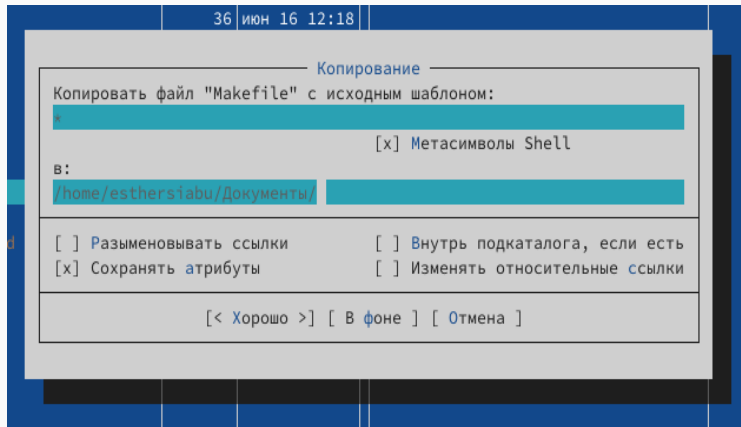 36 июн 16 12:18
Копирование
Копировать файл "Makefile" с исходным шаблоном:
*
[x] Метасимволы Shell
в:
/home/esthersiabu/Документы/
d
[ ] Разыменовывать ссылки [ ] Внутрь подкаталога, если есть
[x] Сохранять атрибуты [ ] Изменять относительные ссылки
[< Хорошо >] [ В фоне ] [ Отмена ]